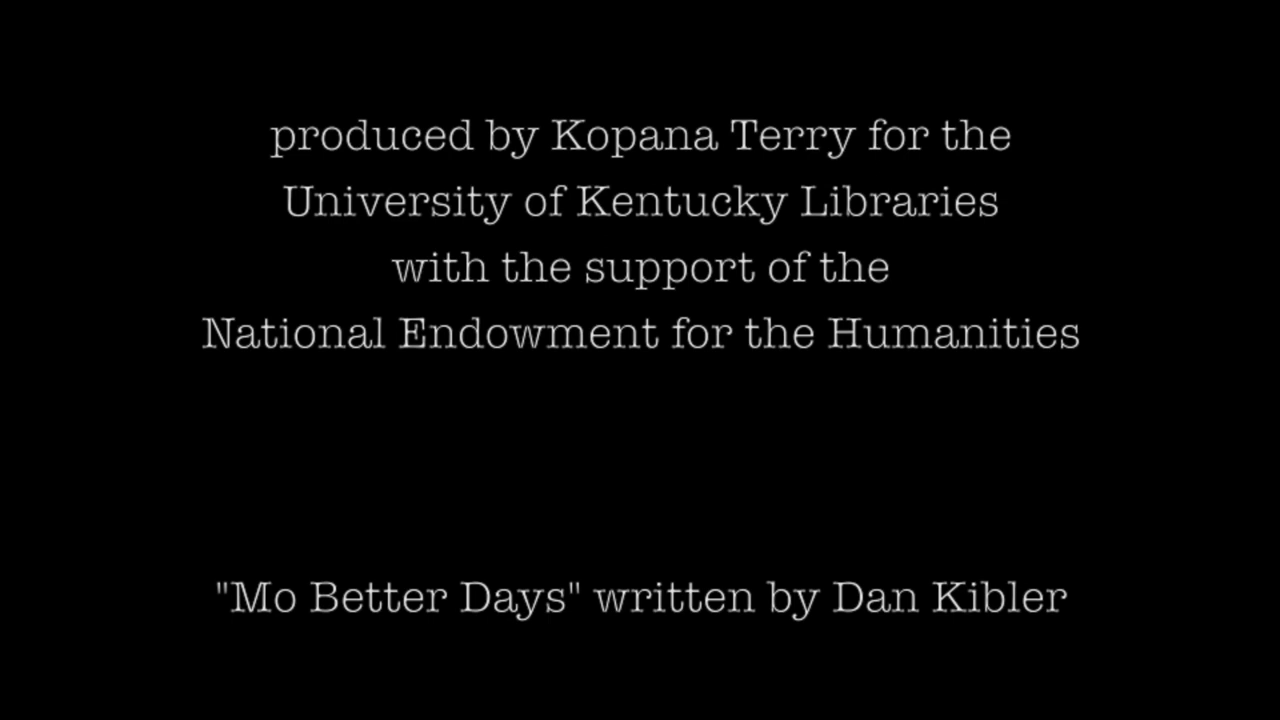 produced by Kopana Terry for the
University of Kentucky Libraries
with the support of the
National Endowment for the Humanities
"Mo Better Days" written by Dan Kibler